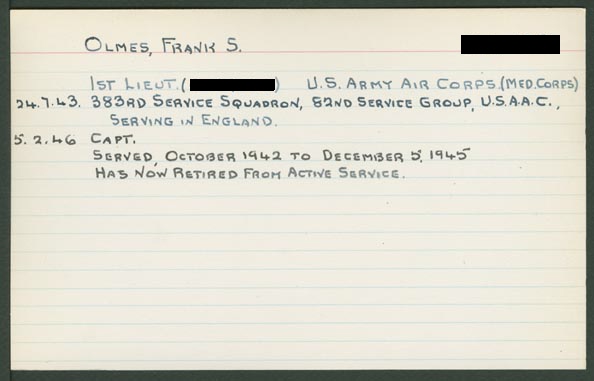 OLMES, FRANK S.
1ST LIEUT. ( ) U.S. ARMY AIR CORPS. (MED. CORPS)
24.7.43. 383RD SERVICE SQUADRON, 82ND SERVICE GROUP, U.S.A.A.C.,
SERVING IN ENGLAND.
5.2.46 CAPT.
SERVED, OCTOBER 1942 TO DECEMBER 5, 1945
HAS NOW RETIRED FROM ACTIVE SERVICE.